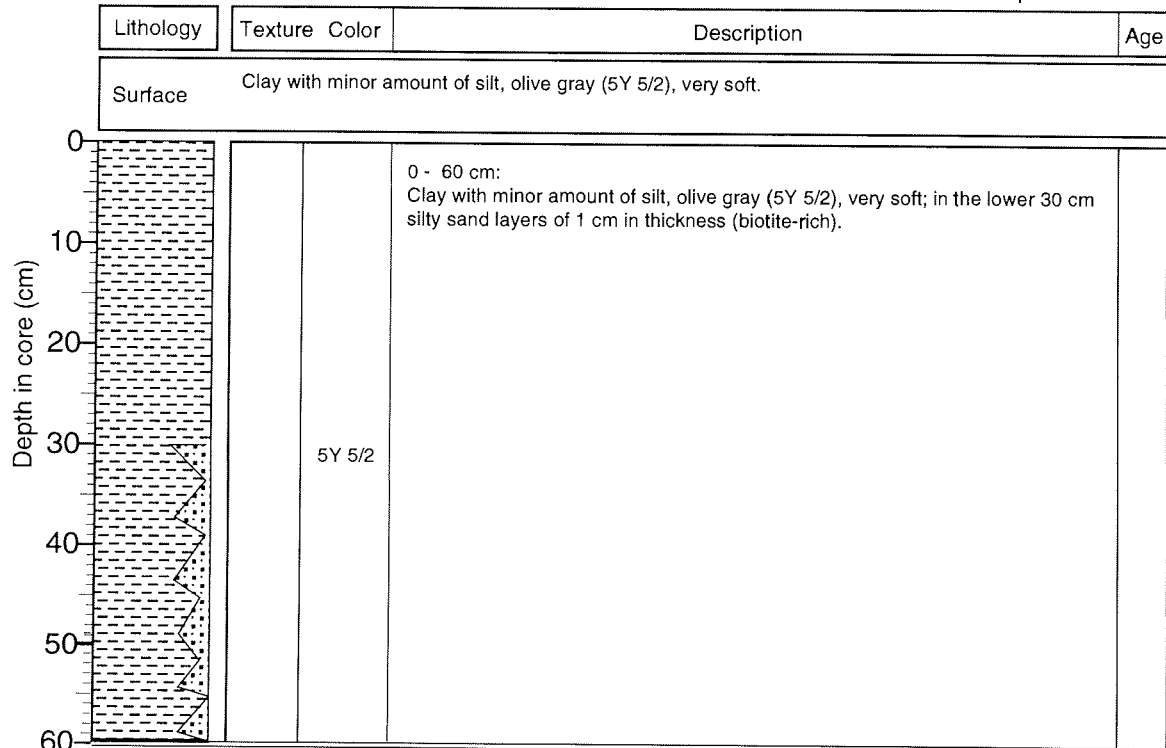 Lithology Texture Color Description Age
Surface Clay with minor amount of silt, olive gray (5Y 5/2), very soft.
0
0 - 60 cm:
Clay with minor amount of silt, olive gray (5Y 5/2), very soft; in the lower 30 cm
silty sand layers of 1 cm in thickness (biotite-rich).
10
20
30
5Y 5/2
40
50
60
Depth in core (cm)